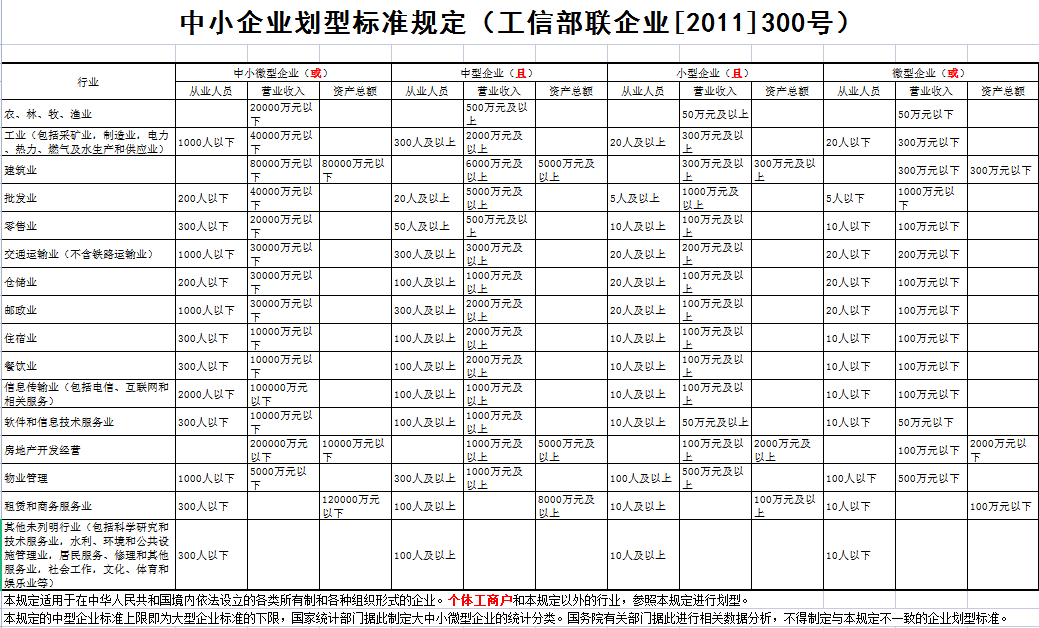 中小企业划型标准规定（工信部联企业[2011]300号）
行业 中小微型企业（或） 中型企业（且） 小型企业（且） 微型企业（或）
从业人员 营业收入 资产总额 从业人员 营业收入 资产总额 从业人员 营业收入 资产总额 从业人员 营业收入 资产总额
农、林、牧、渔业 20000万元以下 500万元及以上 50万元及以上 50万元以下
工业（包括采矿业，制造业，电力、热力、燃气及水生产和供应业） 1000人以下 40000万元以下 300人及以上 2000万元及以上 20人及以上 300万元及以上 20人以下 300万元以下
建筑业 80000万元以下 80000万元以下 6000万元及以上 5000万元及以上 300万元及以上 300万元及以上 300万元以下 300万元以下
批发业 200人以下 40000万元以下 20人及以上 5000万元及以上 5人及以上 1000万元及以上 5人以下 1000万元以下
零售业 300人以下 20000万元以下 50人及以上 500万元及以上 10人及以上 100万元及以上 10人以下 100万元以下
交通运输业（不含铁路运输业） 1000人以下 30000万元以下 300人及以上 3000万元及以上 20人及以上 200万元及以上 20人以下 200万元以下
仓储业 200人以下 30000万元以下 100人及以上 1000万元及以上 20人及以上 100万元及以上 20人以下 100万元以下
邮政业 1000人以下 30000万元以下 300人及以上 2000万元及以上 20人及以上 100万元及以上 20人以下 100万元以下
住宿业 300人以下 10000万元以下 100人及以上 2000万元及以上 10人及以上 100万元及以上 10人以下 100万元以下
餐饮业 300人以下 10000万元以下 100人及以上 2000万元及以上 10人及以上 100万元及以上 10人以下 100万元以下
信息传输业（包括电信、互联网和相关服务） 2000人以下 100000万元以下 100人及以上 1000万元及以上 10人及以上 100万元及以上 10人以下 100万元以下
软件和信息技术服务业 300人以下 10000万元以下 100人及以上 1000万元及以上 10人及以上 50万元及以上 10人以下 50万元以下
房地产开发经营 200000万元以下 10000万元以下 1000万元及以上 5000万元及以上 100万元及以上 2000万元及以上 100万元以下 2000万元以下
物业管理 1000人以下 5000万元以下 300人及以上 1000万元及以上 100人及以上 500万元及以上 100人以下 500万元以下
租赁和商务服务业 300人以下 120000万元以下 100人及以上 8000万元及以上 10人及以上 100万元及以上 10人以下 100万元以下
其他未列明行业（包括科学研究和技术服务业，水利、环境和公共设施管理业，居民服务、修理和其他服务业，社会工作，文化、体育和娱乐业等） 300人以下 100人及以上 10人及以上 10人以下
本规定适用于在中华人民共和国境内依法设立的各类所有制和各种组织形式的企业。个体工商户和本规定以外的行业，参照本规定进行划型。
本规定的中型企业标准上限即为大型企业标准的下限，国家统计部门据此制定大中小微型企业的统计分类。国务院有关部门据此进行相关数据分析，不得制定与本规定不一致的企业划型标准。